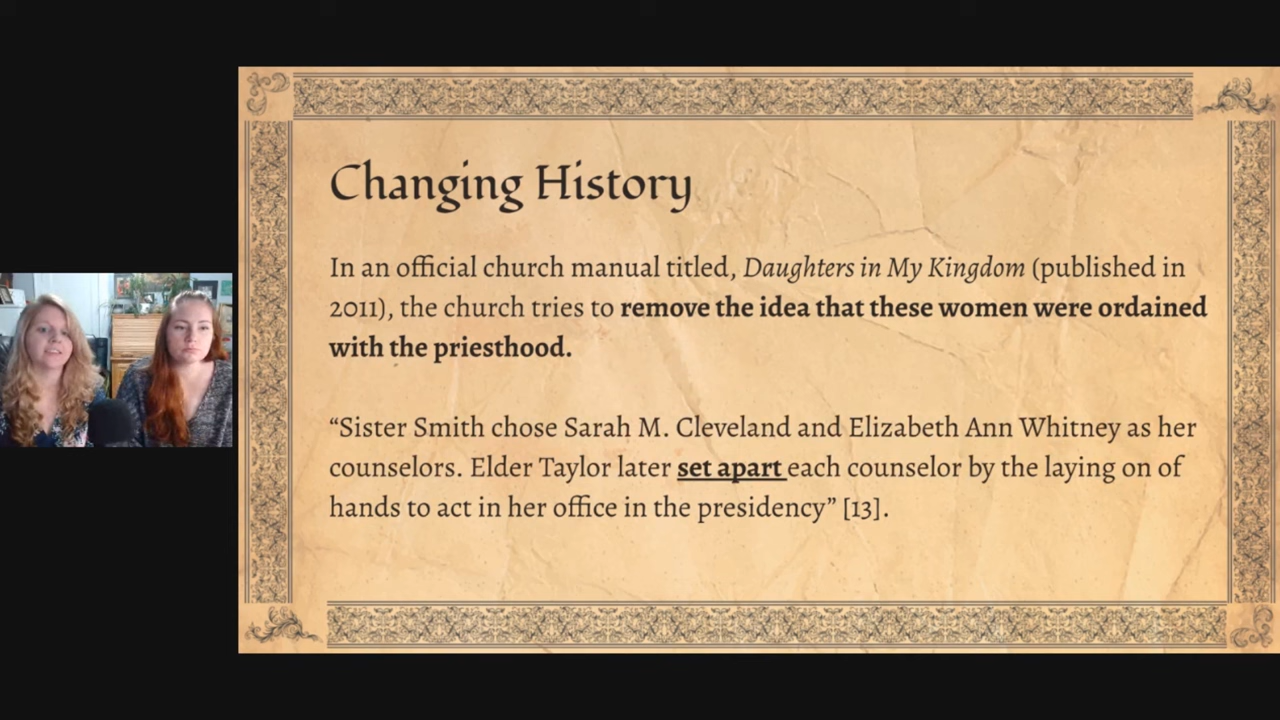 Changing History
In an official church manual titled, Daughters in My Kingdom (published in
2011), the church tries to remove the idea that these women were ordained
with the priesthood.
“Sister Smith chose Sarah M. Cleveland and Elizabeth Ann Whitney as her
counselors. Elder Taylor later set apart each counselor by the laying on of
hands to act in her office in the presidency” [13].